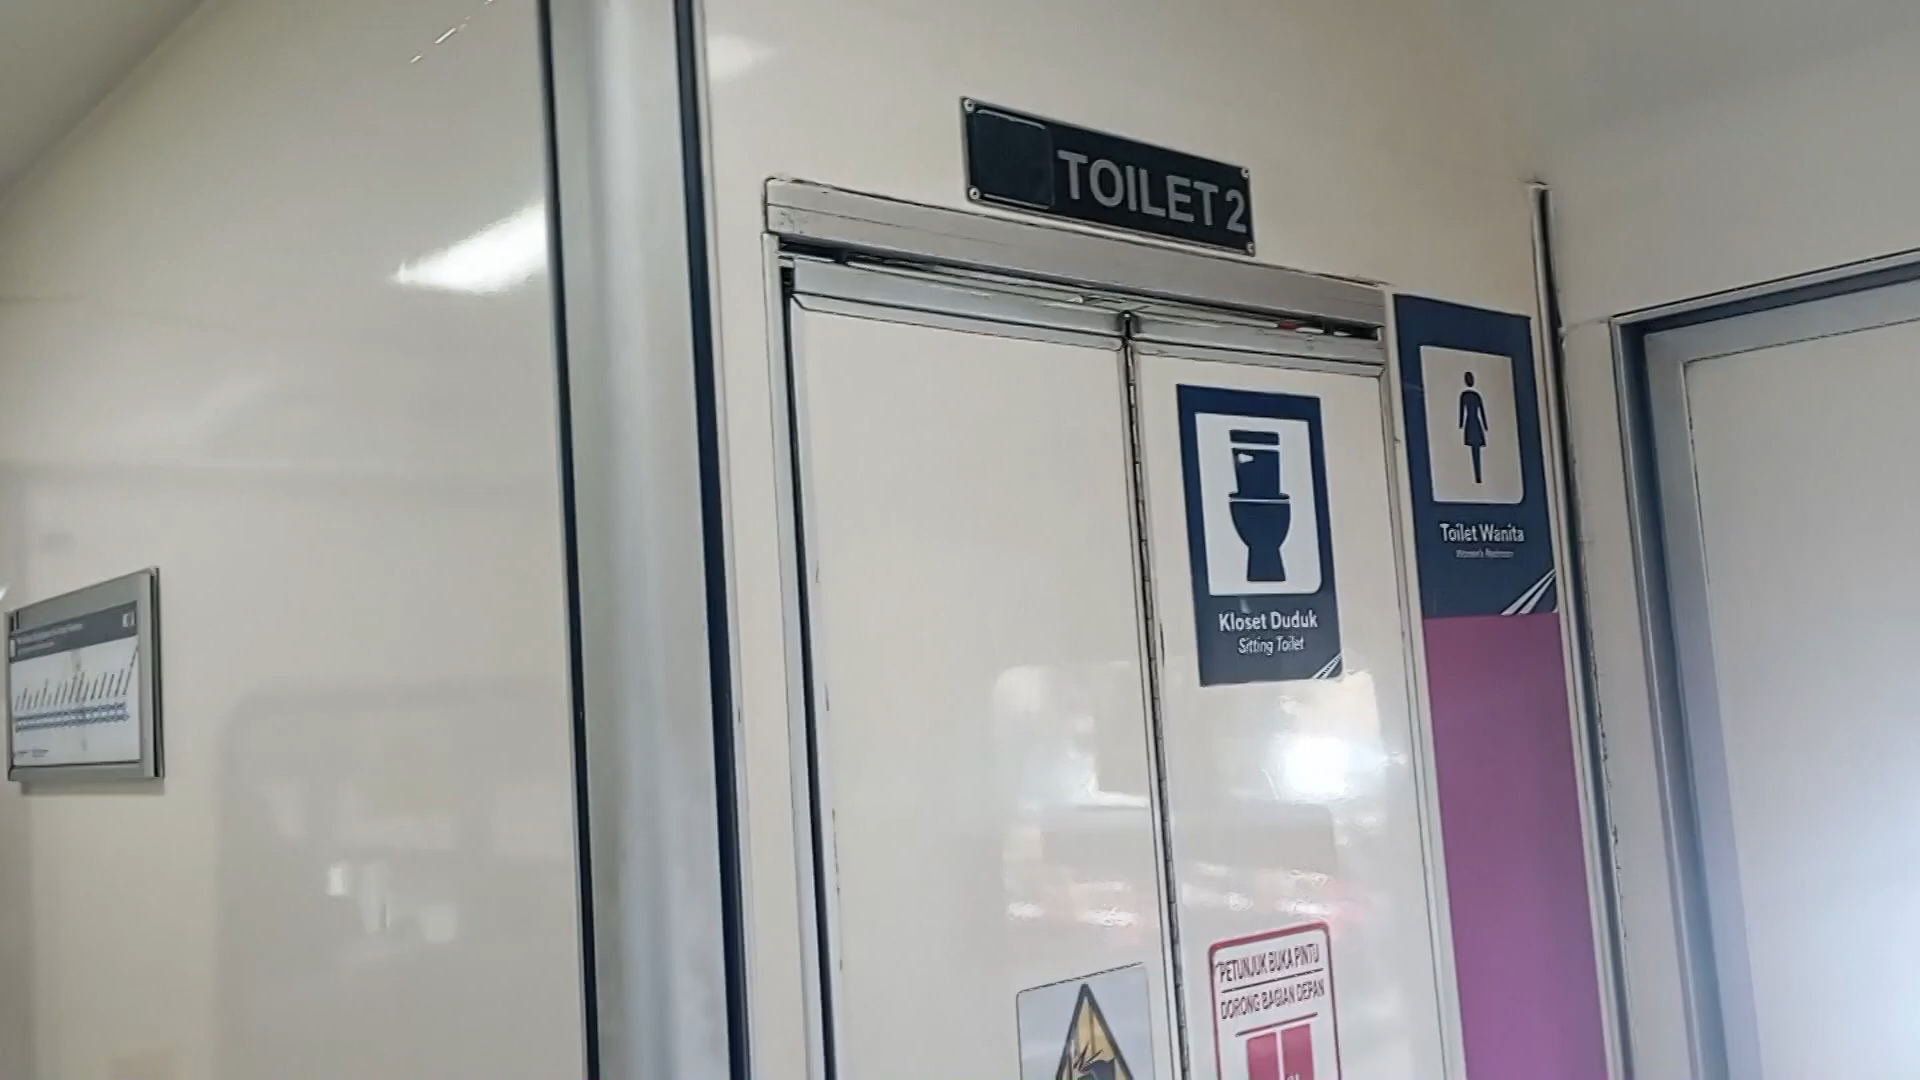 TOILET 2
Toilet Wanita
Kloset Duduk
Sitting Toilet
PETUNJUK BUKA PINTU
DORONG BAGIAN DEPAN